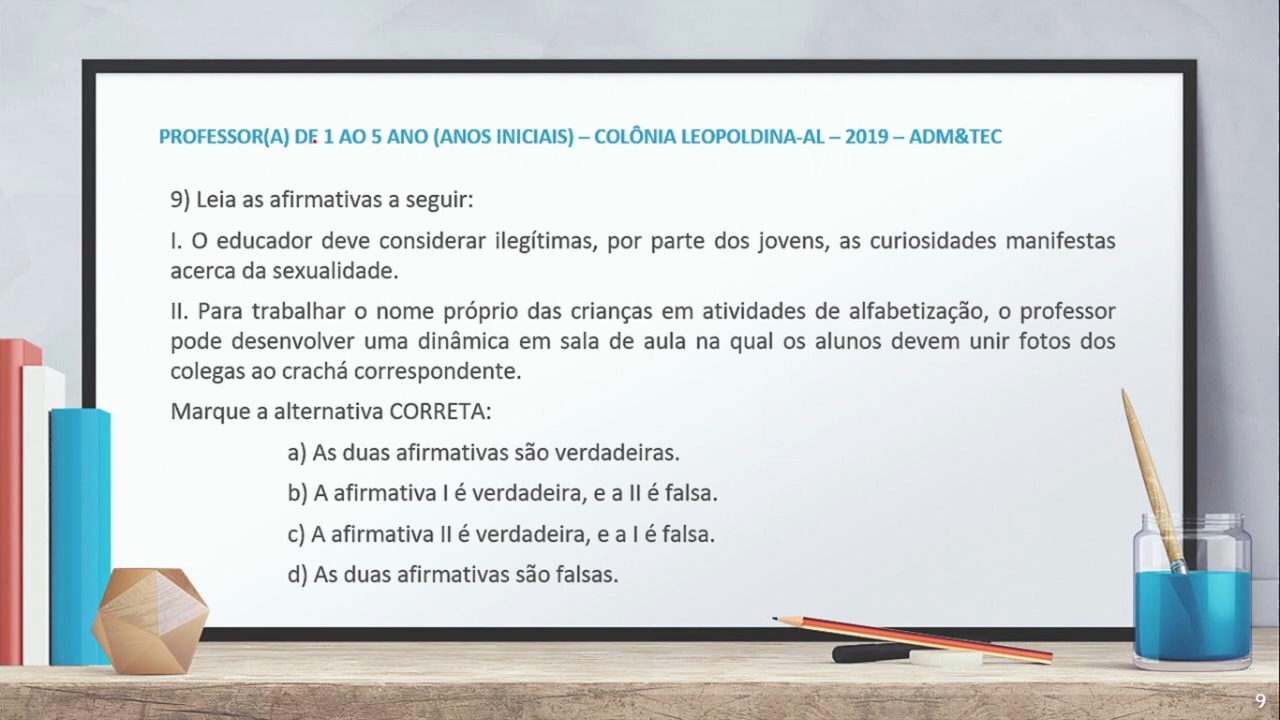 PROFESSOR(A) DE 1 AO 5 ANO (ANOS INICIAIS) – COLÔNIA LEOPOLDINA-AL – 2019 – ADM&TEC
9) Leia as afirmativas a seguir:
I. O educador deve considerar ilegítimas, por parte dos jovens, as curiosidades manifestas
acerca da sexualidade.
II. Para trabalhar o nome próprio das crianças em atividades de alfabetização, o professor
pode desenvolver uma dinâmica em sala de aula na qual os alunos devem unir fotos dos
colegas ao crachá correspondente.
Marque a alternativa CORRETA:
a) As duas afirmativas são verdadeiras.
b) A afirmativa I é verdadeira, e a II é falsa.
c) A afirmativa II é verdadeira, e a I é falsa.
d) As duas afirmativas são falsas.
9